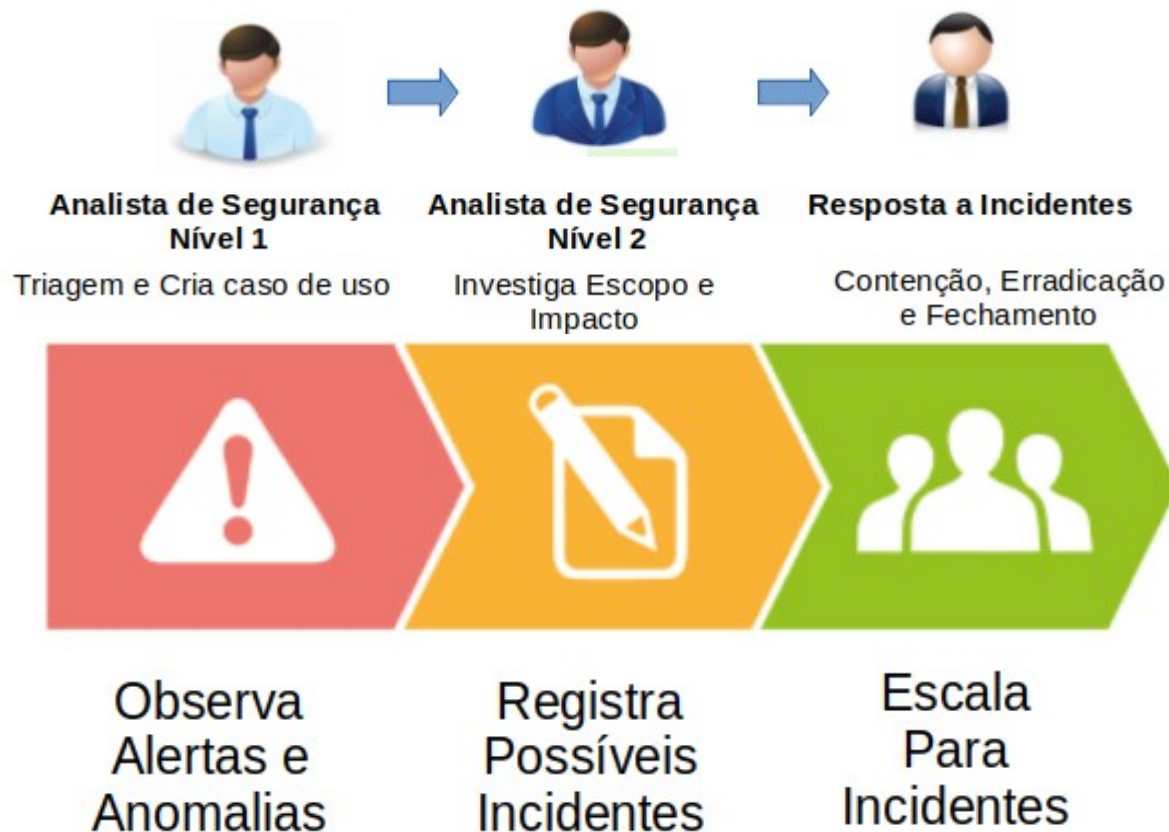 Analista de Segurança
Nível 1
Analista de Segurança
Nível 2
Resposta a Incidentes
Triagem e Cria caso de uso
Investiga Escopo e
Impacto
Contenção, Erradicação
e Fechamento
Observa
Alertas e
Anomalias
Registra
Possíveis
Incidentes
Escala
Para
Incidentes